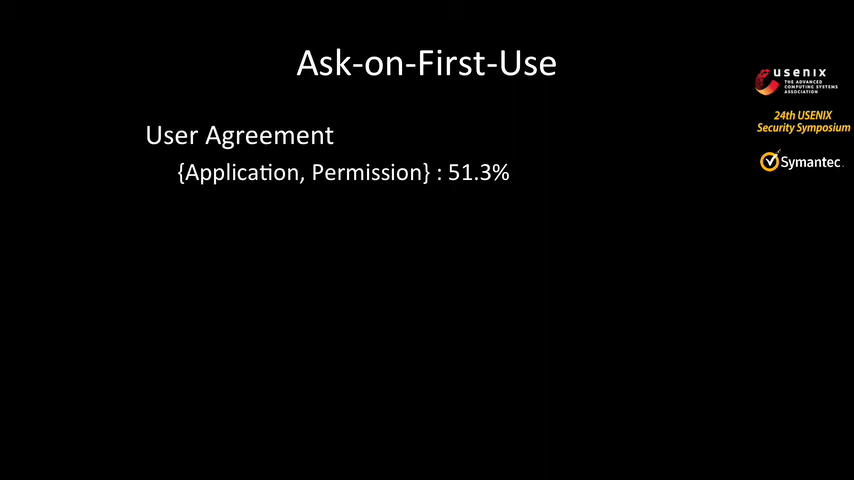 Ask-on-First-Use
usenix
THE ADVANCED
COMPUTING SYSTEMS
ASSOCIATION
24th USENIX
Security Symposium
Symantec.
User Agreement
{Application, Permission} : 51.3%